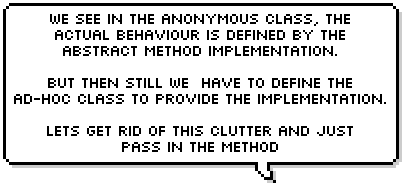 WE SEE IN THE ANONYMOUS CLASS, THE
ACTUAL BEHAVIOUR IS DEFINED BY THE
ABSTRACT METHOD IMPLEMENTATION.
BUT THEN STILL WE HAVE TO DEFINE THE
AD-HOC CLASS TO PROVIDE THE IMPLEMENTATION.
LETS GET RID OF THIS CLUTTER AND JUST
PASS IN THE METHOD